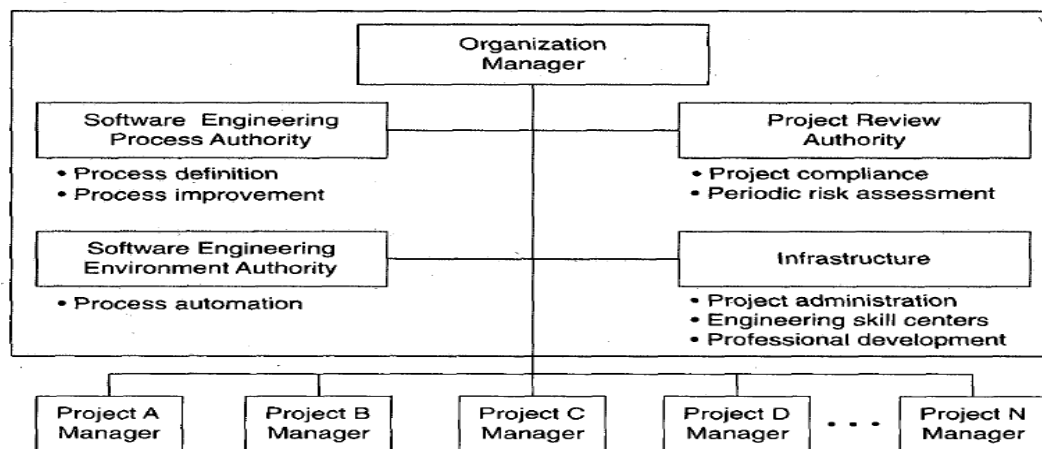 Organization
Manager
Software Engineering
Process Authority
• Process definition
• Process improvement
Project Review
Authority
• Project compliance
• Periodic risk assessment
Software Engineering
Environment Authority
• Process automation
Infrastructure
• Project administration
• Engineering skill centers
• Professional development
Project A
Manager
Project B
Manager
Project C
Manager
Project D
Manager
• • •
Project N
Manager